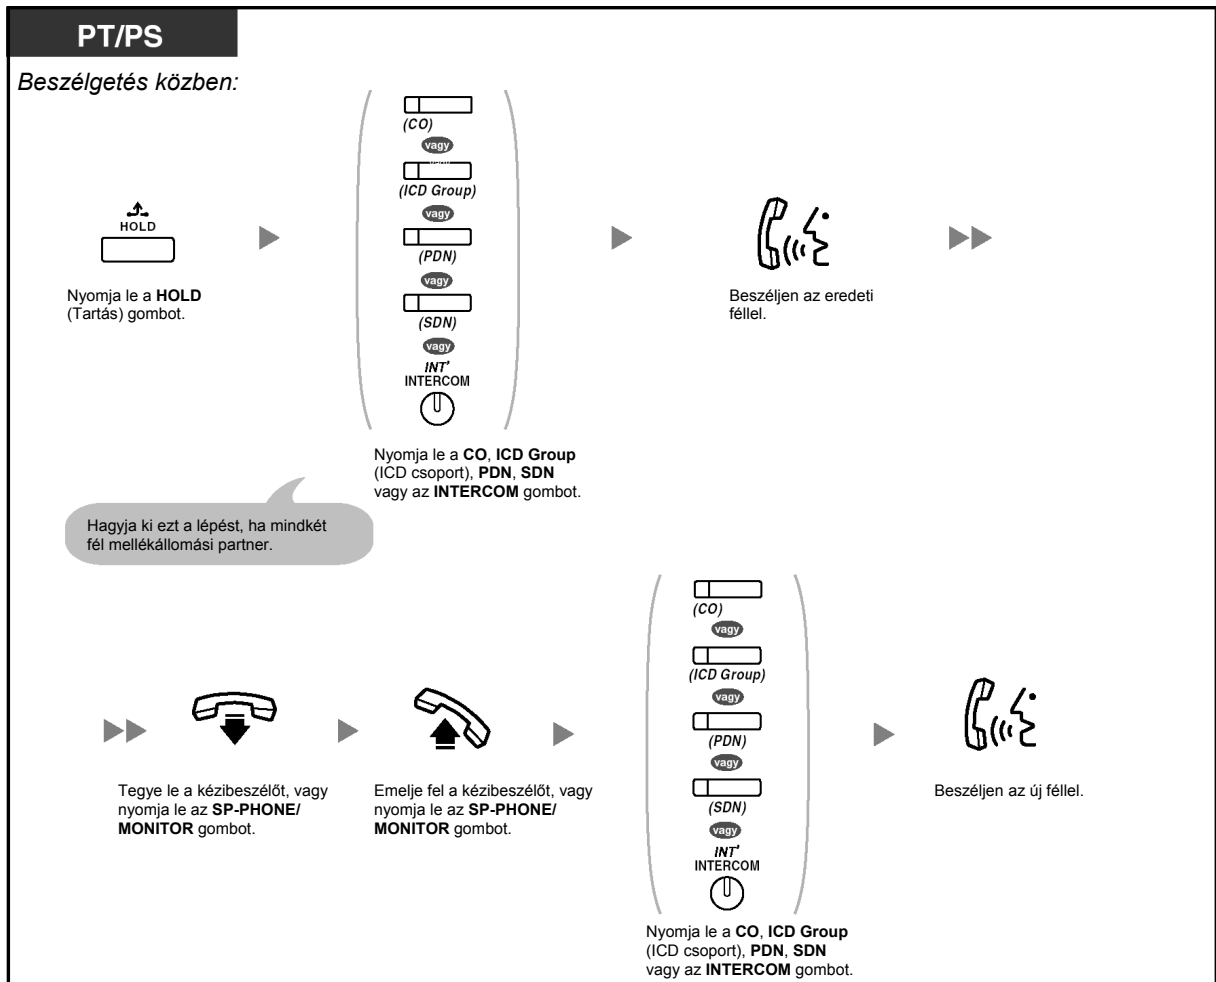 PT/PS
Beszélgetés közben:
HOLD
Nyomja le a HOLD
(Tartás) gombot.
(CO)
vagy
(ICD Group)
vagy
(PDN)
vagy
(SDN)
vagy
INT'
INTERCOM
Nyomja le a CO, ICD Group
(ICD csoport), PDN, SDN
vagy az INTERCOM gombot.
Beszéljen az eredeti
féllel.
Hagyja ki ezt a lépést, ha mindkét
fél mellékállomási partner.
Tegye le a kézibeszélőt, vagy
nyomja le az SP-PHONE/
MONITOR gombot.
Emelje fel a kézibeszélőt, vagy
nyomja le az SP-PHONE/
MONITOR gombot.
(CO)
vagy
(ICD Group)
vagy
(PDN)
vagy
(SDN)
vagy
INT'
INTERCOM
Nyomja le a CO, ICD Group
(ICD csoport), PDN, SDN
vagy az INTERCOM gombot.
Beszéljen az új féllel.